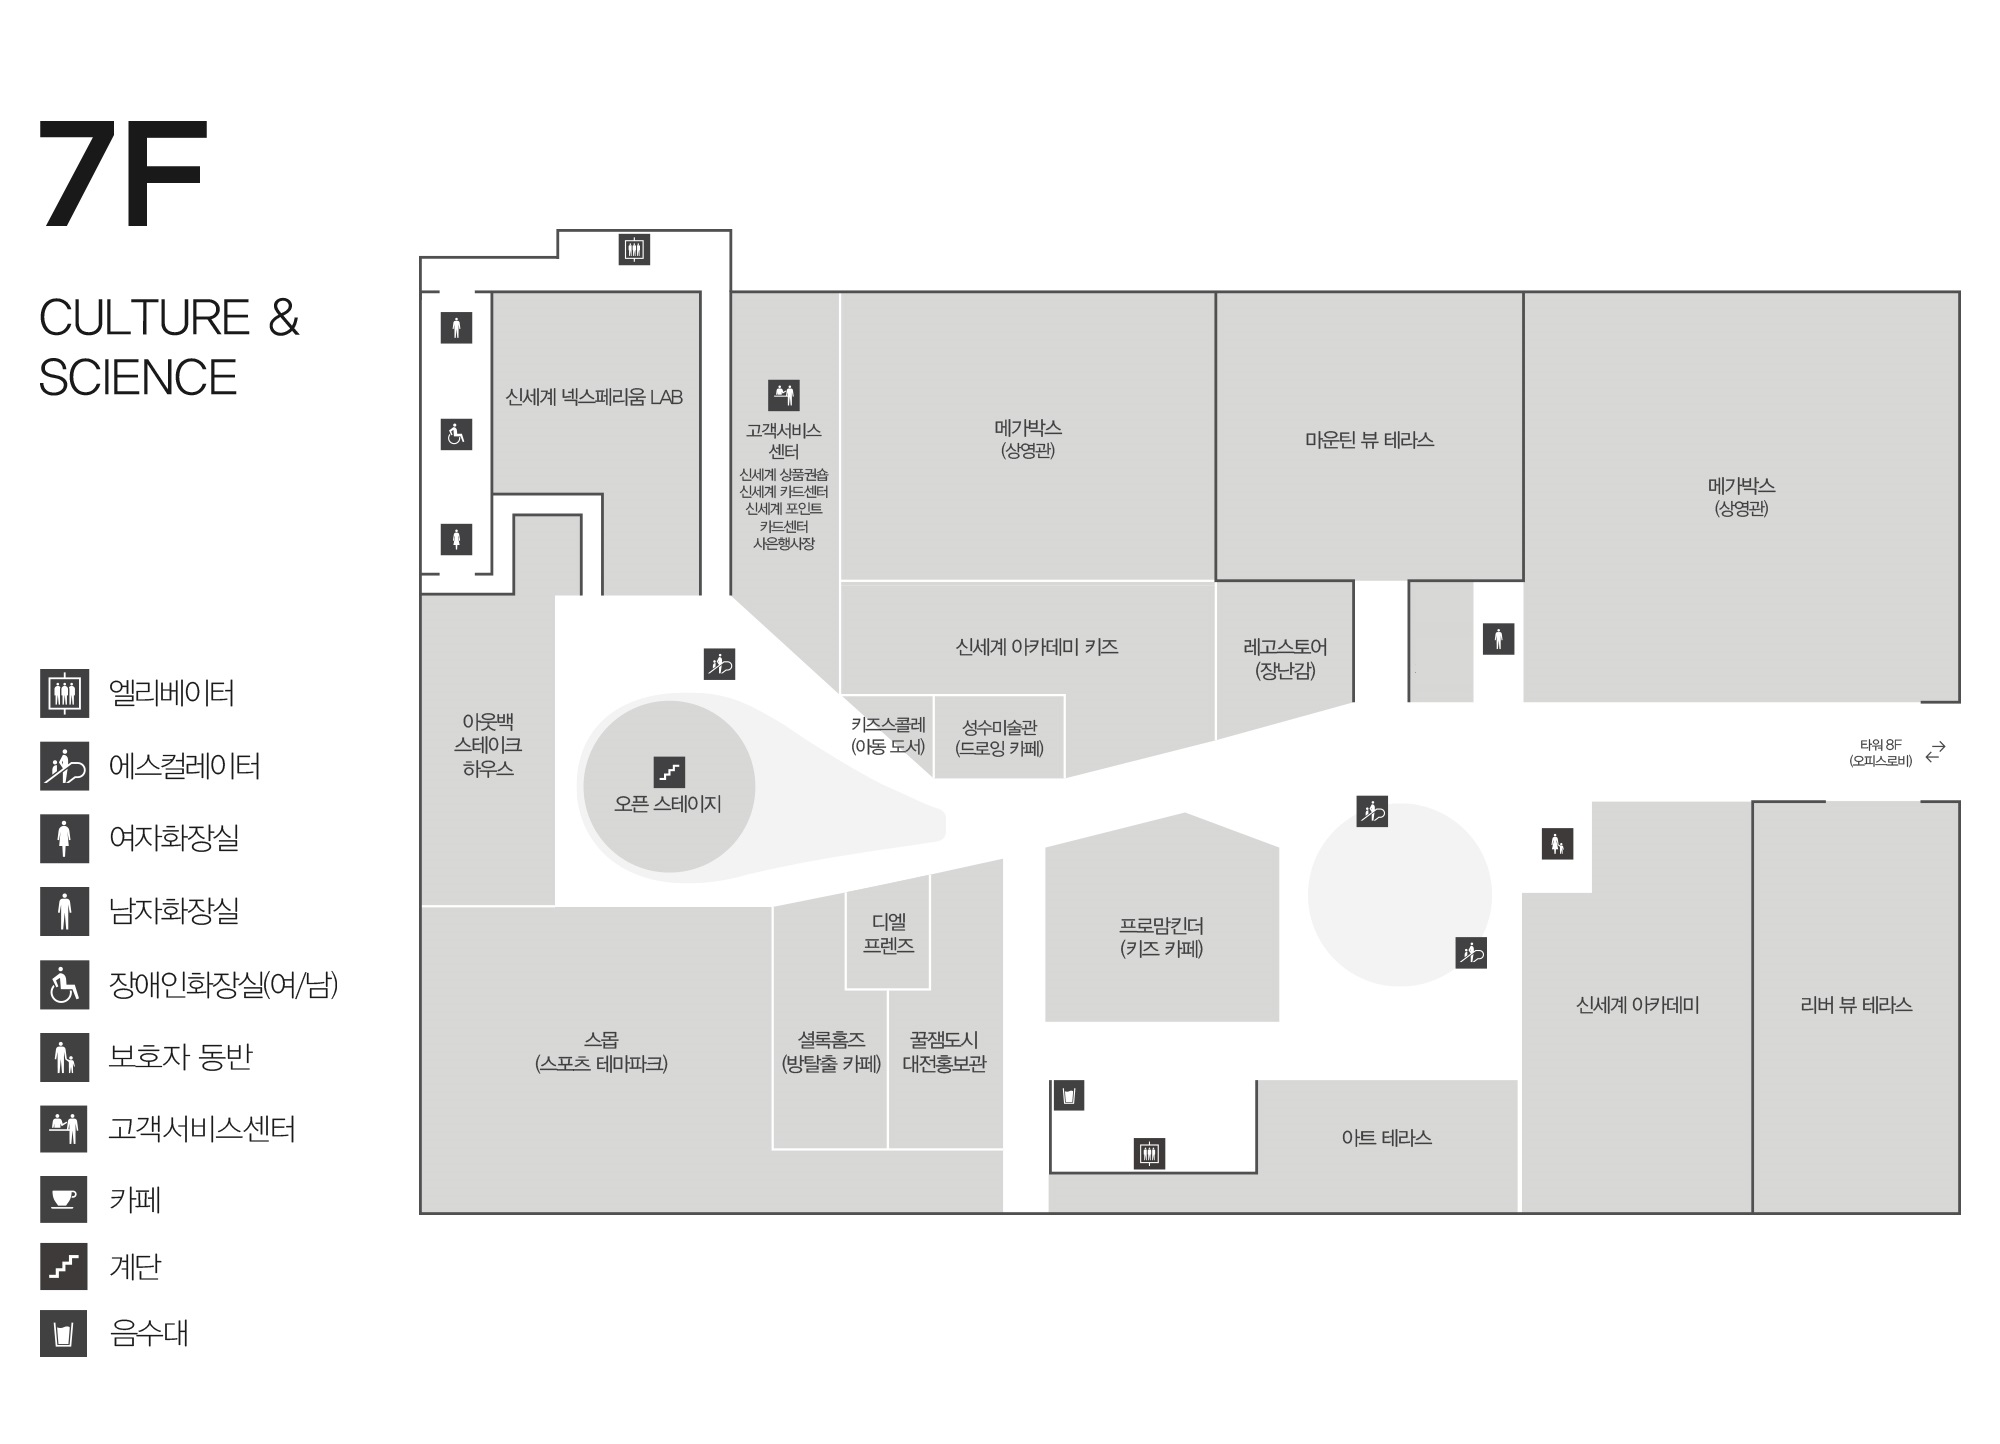 7F
CULTURE &
SCIENCE
엘리베이터
에스컬레이터
여자화장실
남자화장실
장애인화장실(여/남)
보호자 동반
고객서비스센터
카페
계단
음수대
신세계 넥스페리움 LAB
고객서비스
센터
신세계 상품권숍
신세계 카드센터
신세계 포인트
카드센터
사은행사장
메가박스
(상영관)
마운틴 뷰 테라스
메가박스
(상영관)
신세계 아카데미 키즈
레고스토어
(장난감)
아웃백
스테이크
하우스
키즈스콜레
(아동 도서)
성수미술관
(드로잉 카페)
오픈 스테이지
타워 8F
(오피스로비)
디엘
프렌즈
프로맘킨더
(키즈 카페)
신세계 아카데미
리버 뷰 테라스
스몹
(스포츠 테마파크)
셜록홈즈
(방탈출 카페)
꿀잼도시
대전홍보관
아트 테라스